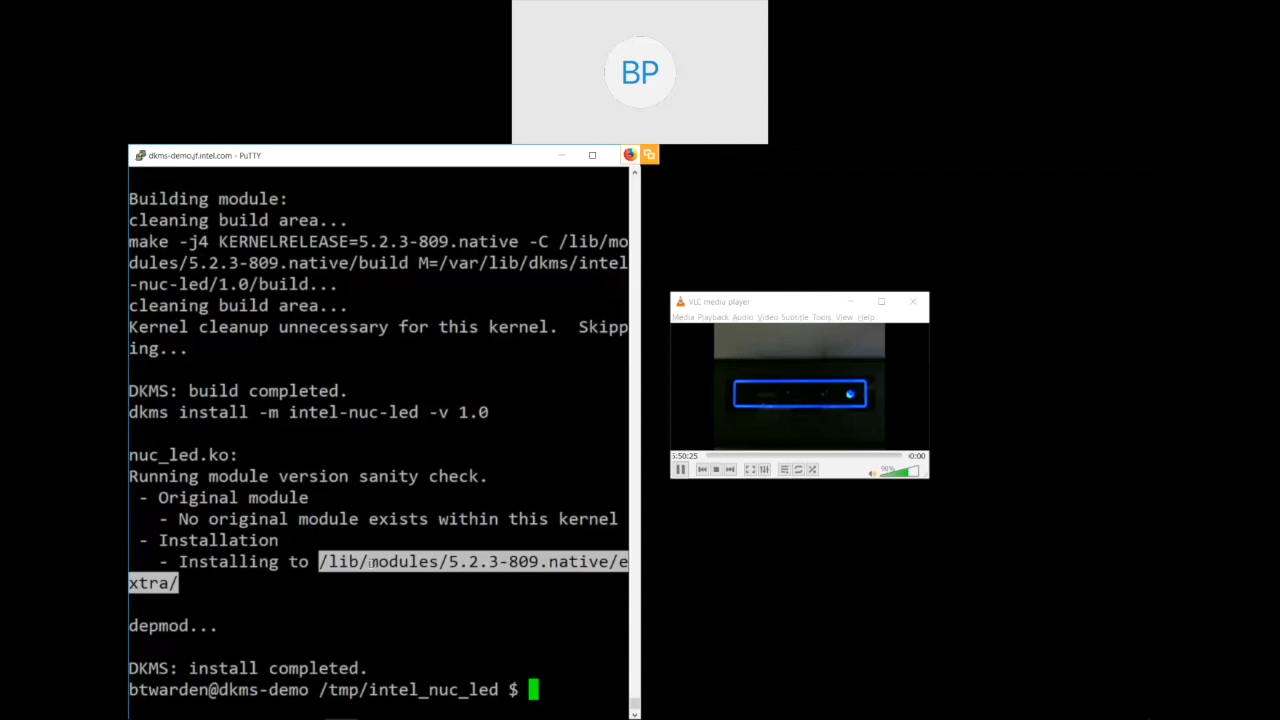 BP
dkms-demo.jf.intel.com - PuTTY
Building module:
cleaning build area...
make -j4 KERNELRELEASE=5.2.3-809.native -C /lib/mo
dules/5.2.3-809.native/build M=/var/lib/dkms/intel
-nuc-led/1.0/build...
cleaning build area...
Kernel cleanup unnecessary for this kernel.  Skipp
ing...
DKMS: build completed.
dkms install -m intel-nuc-led -v 1.0
nuc_led.ko:
Running module version sanity check.
- Original module
- No original module exists within this kernel
- Installation
- Installing to /lib/modules/5.2.3-809.native/e
xtra/
depmod...
DKMS: install completed.
btwarden@dkms-demo /tmp/intel_nuc_led $
VLC media player
Media Playback Audio Video Subtitle Tools View Help
5:50:25
00:00
90%